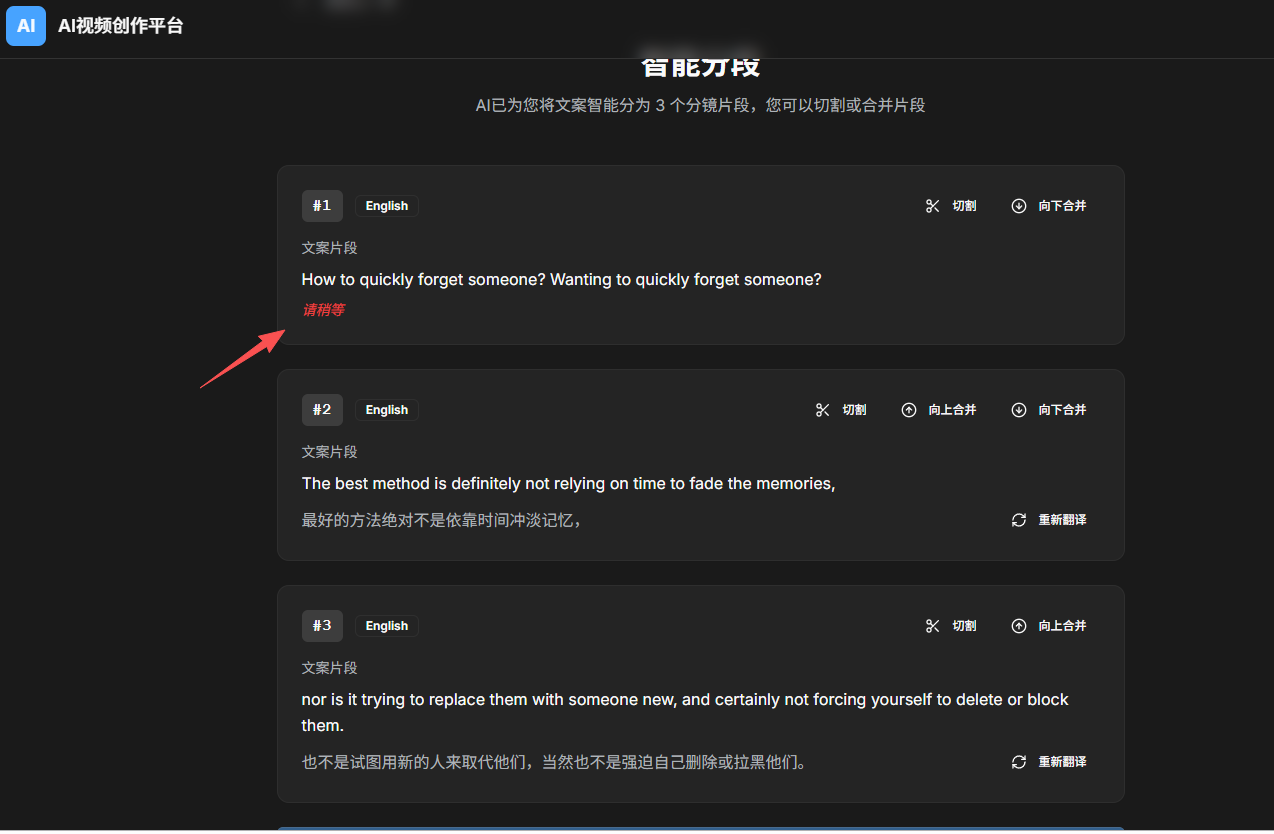 AI
AI视频创作平台
智能分段
AI已为您将文案智能分为 3 个分镜片段，您可以切割或合并片段
#1 English 切割 向下合并
文案片段
How to quickly forget someone? Wanting to quickly forget someone?
请稍等
#2 English 切割 向上合并 向下合并
文案片段
The best method is definitely not relying on time to fade the memories,
最好的方法绝对不是依靠时间冲淡记忆， 重新翻译
#3 English 切割 向上合并
文案片段
nor is it trying to replace them with someone new, and certainly not forcing yourself to delete or block
them.
也不是试图用新的人来取代他们，当然也不是强迫自己删除或拉黑他们。 重新翻译